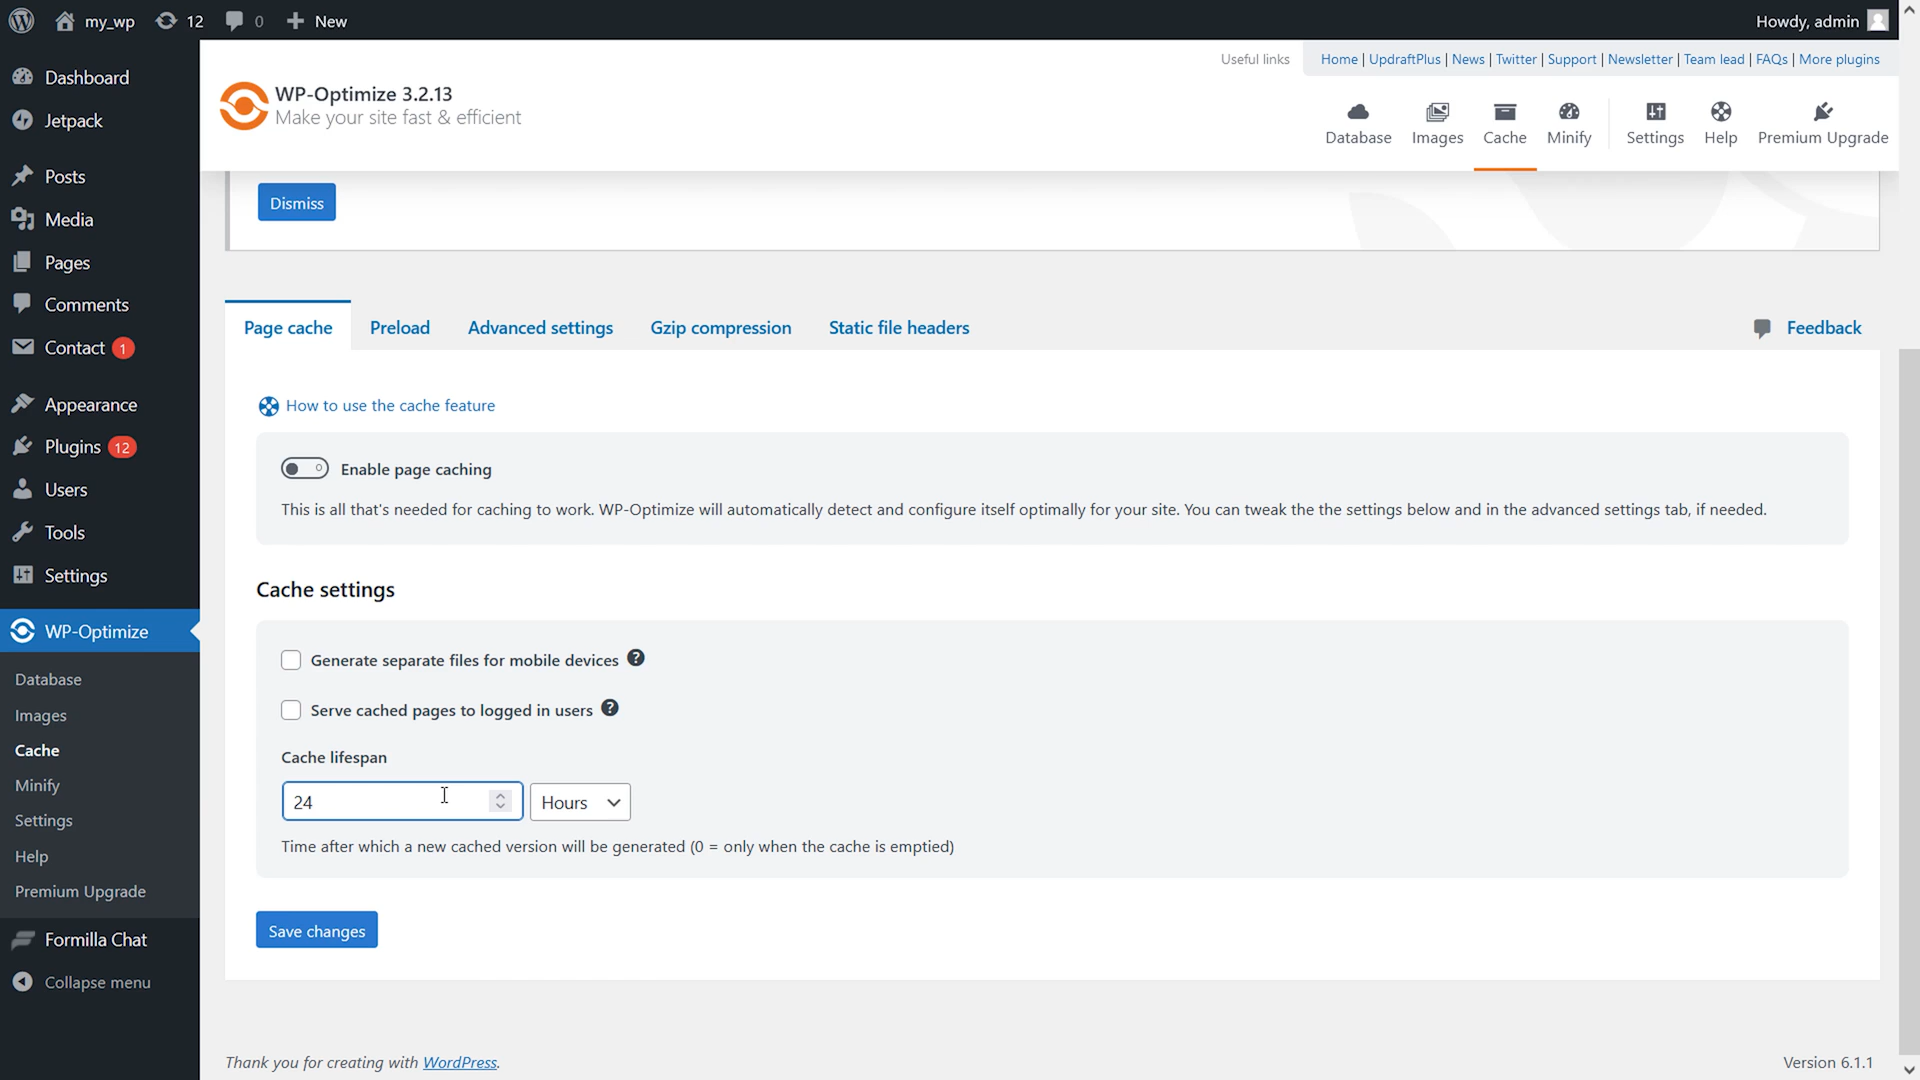 my_wp 12 0 New Howdy, admin
Dashboard
Jetpack
Posts
Media
Pages
Comments
Contact 1
Appearance
Plugins 12
Users
Tools
Settings
WP-Optimize
Database
Images
Cache
Minify
Settings
Help
Premium Upgrade
Formilla Chat
Collapse menu
Useful links Home | UpdraftPlus | News | Twitter | Support | Newsletter | Team lead | FAQs | More plugins
WP-Optimize 3.2.13
Make your site fast & efficient
Database Images Cache Minify Settings Help Premium Upgrade
Dismiss
Page cache Preload Advanced settings Gzip compression Static file headers Feedback
How to use the cache feature
Enable page caching
This is all that's needed for caching to work. WP-Optimize will automatically detect and configure itself optimally for your site. You can tweak the the settings below and in the advanced settings tab, if needed.
Cache settings
Generate separate files for mobile devices ?
Serve cached pages to logged in users ?
Cache lifespan
24 Hours
Time after which a new cached version will be generated (0 = only when the cache is emptied)
Save changes
Thank you for creating with WordPress. Version 6.1.1